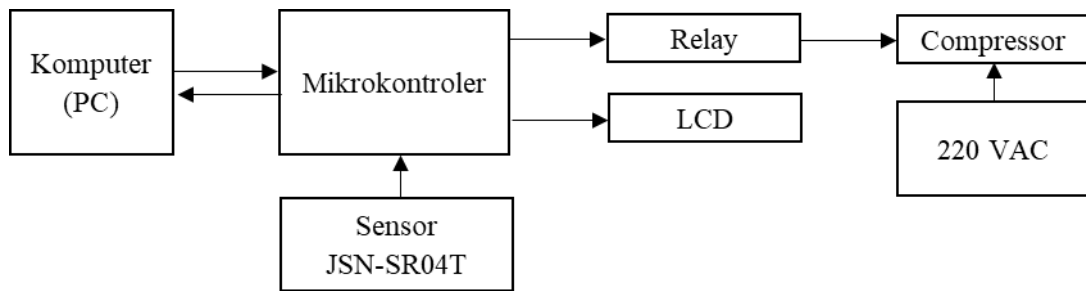 Komputer
(PC)
Mikrokontroler
Relay
Compressor
LCD
220 VAC
Sensor
JSN-SR04T